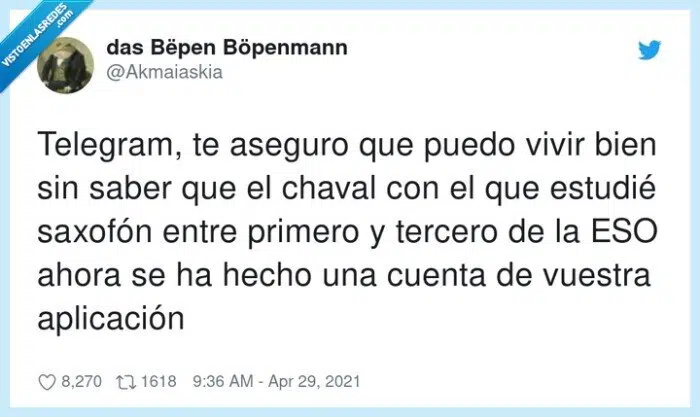 VISTOENLASREDES
.com
das Bëpen Böpenmann
@Akmaiaskia
Telegram, te aseguro que puedo vivir bien
sin saber que el chaval con el que estudié
saxofón entre primero y tercero de la ESO
ahora se ha hecho una cuenta de vuestra
aplicación
8,270 1618 9:36 AM - Apr 29, 2021